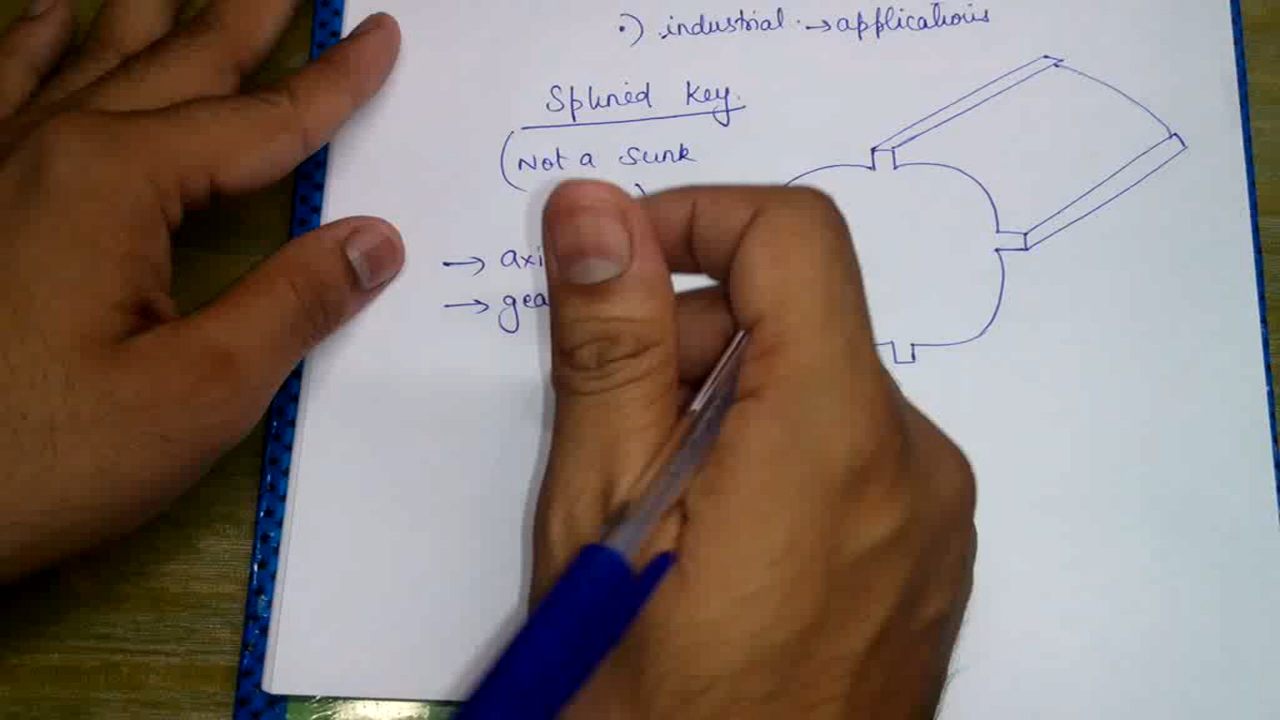 •) industrial → applications
Splined Key.
(Not a Sunk
)
→ axi
→ gea